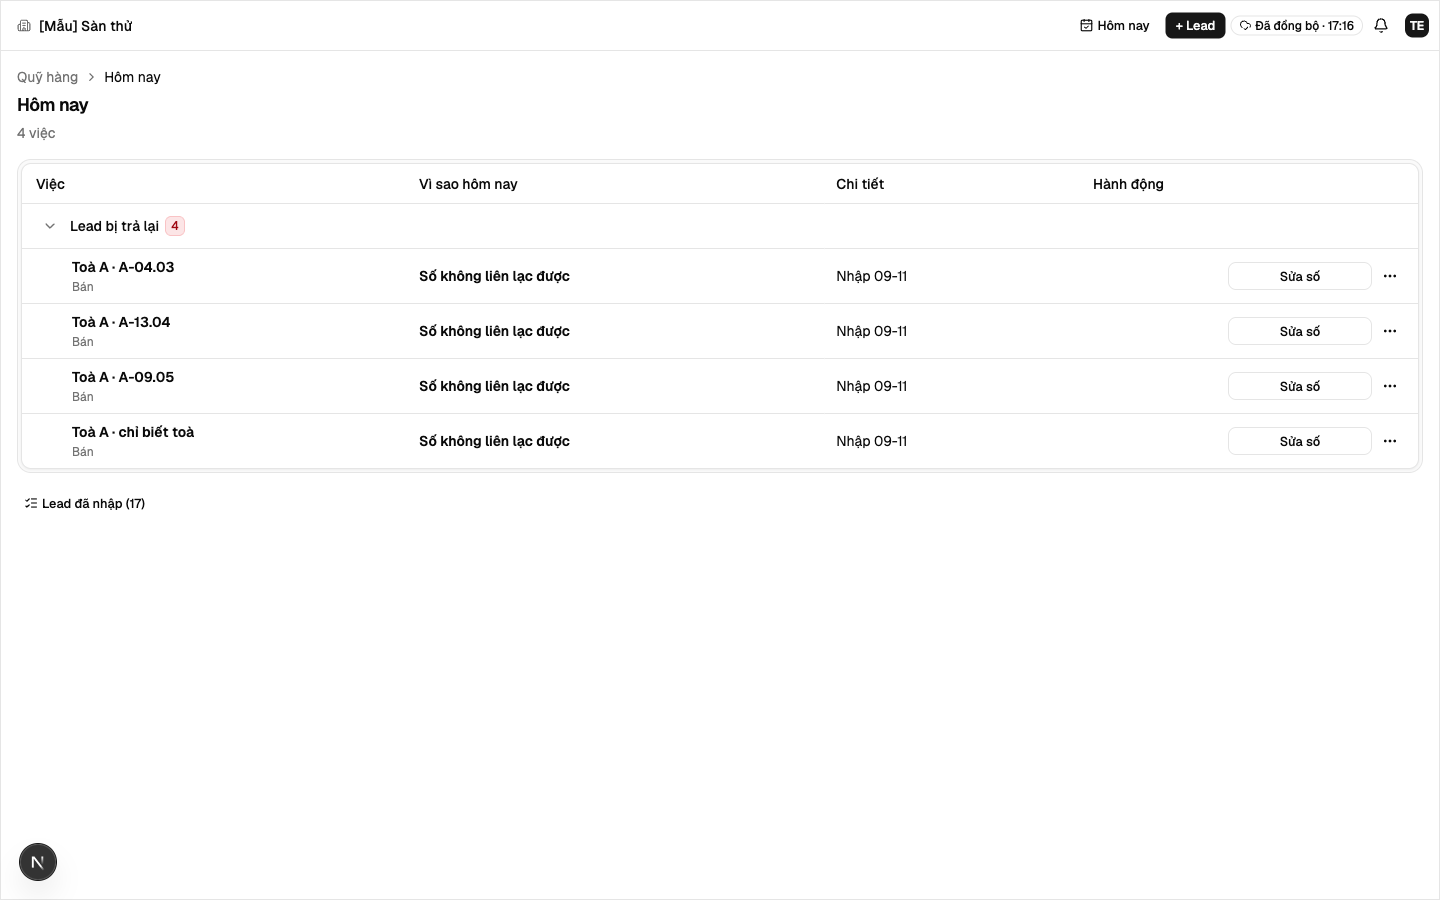 [Mẫu] Sàn thử
Hôm nay
+ Lead
Đã đồng bộ · 17:16
TE
Quỹ hàng > Hôm nay
Hôm nay
4 việc
Việc Vì sao hôm nay Chi tiết Hành động
Lead bị trả lại 4
Toà A · A-04.03
Bán
Số không liên lạc được
Nhập 09-11
Sửa số
Toà A · A-13.04
Bán
Số không liên lạc được
Nhập 09-11
Sửa số
Toà A · A-09.05
Bán
Số không liên lạc được
Nhập 09-11
Sửa số
Toà A · chỉ biết toà
Bán
Số không liên lạc được
Nhập 09-11
Sửa số
Lead đã nhập (17)
N